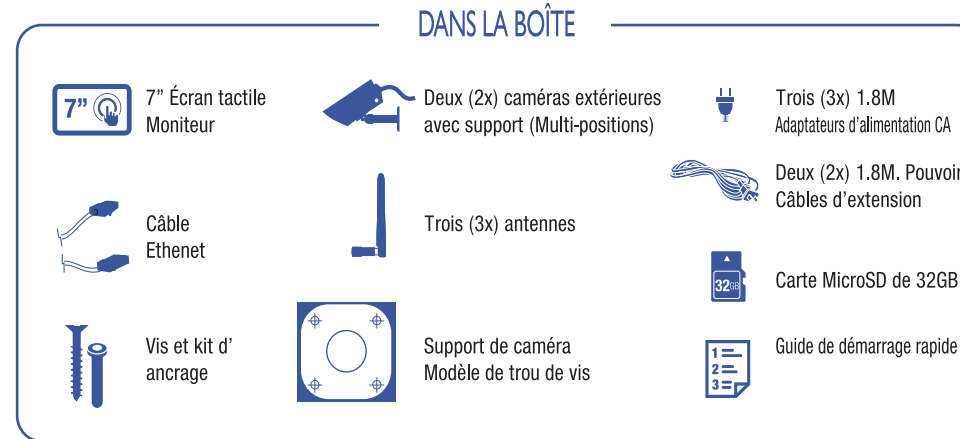 DANS LA BOÎTE
7”
7” Écran tactile
Moniteur
Deux (2x) caméras extérieures
avec support (Multi-positions)
Trois (3x) 1.8M
Adaptateurs d’alimentation CA
Câble
Ethenet
Trois (3x) antennes
Deux (2x) 1.8M. Pouvoir
Câbles d’extension
32GB
Carte MicroSD de 32GB
Vis et kit d’
ancrage
Support de caméra
Modèle de trou de vis
1
2
3
Guide de démarrage rapide